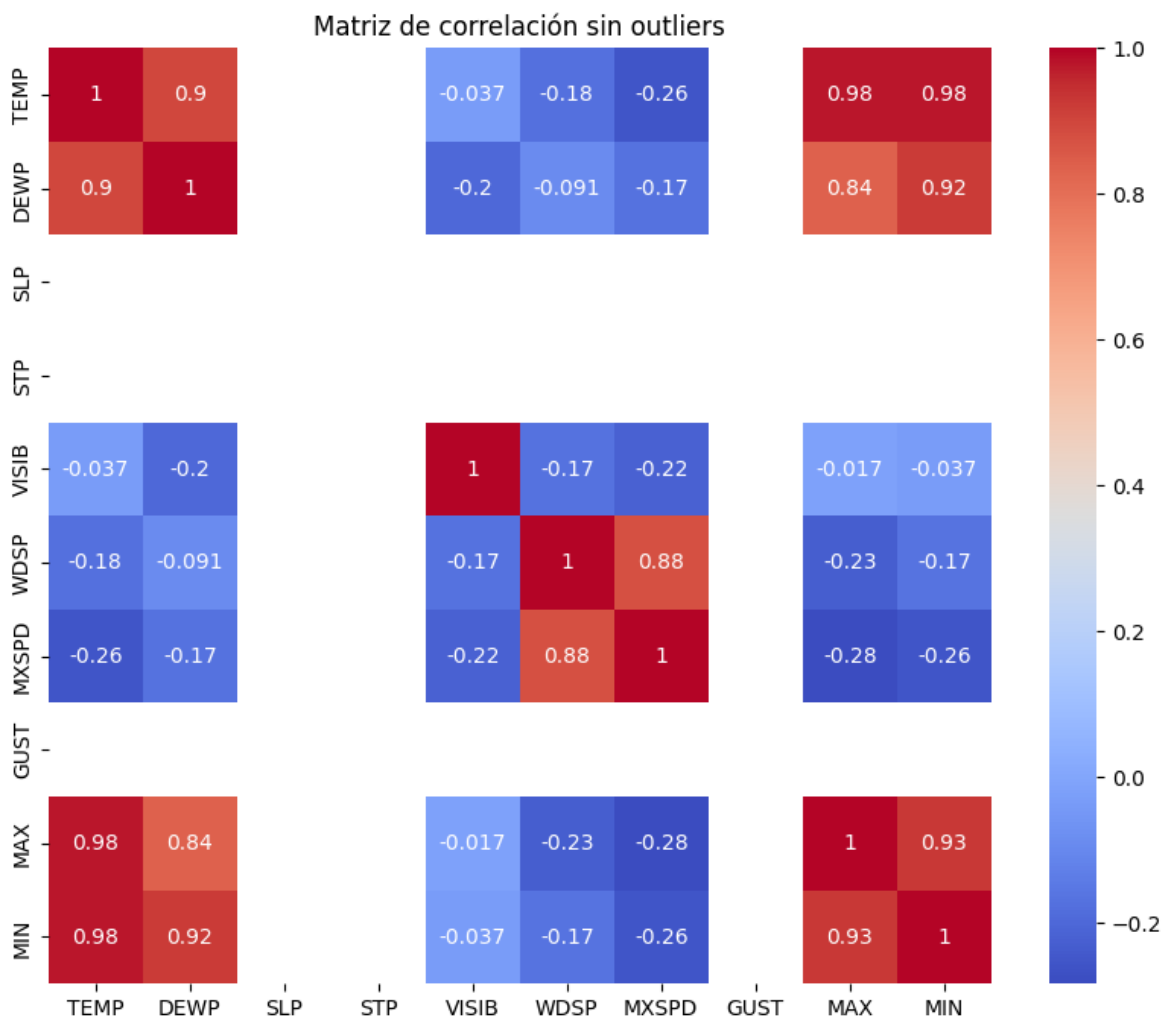 Matriz de correlación sin outliers
TEMP 1 0.9 -0.037 -0.18 -0.26 0.98 0.98
DEWP 0.9 1 -0.2 -0.091 -0.17 0.84 0.92
SLP
STP
VISIB -0.037 -0.2 1 -0.17 -0.22 -0.017 -0.037
WDSP -0.18 -0.091 -0.17 1 0.88 -0.23 -0.17
MXSPD -0.26 -0.17 -0.22 0.88 1 -0.28 -0.26
GUST
MAX 0.98 0.84 -0.017 -0.23 -0.28 1 0.93
MIN 0.98 0.92 -0.037 -0.17 -0.26 0.93 1
TEMP DEWP SLP STP VISIB WDSP MXSPD GUST MAX MIN
1.0
0.8
0.6
0.4
0.2
0.0
−0.2